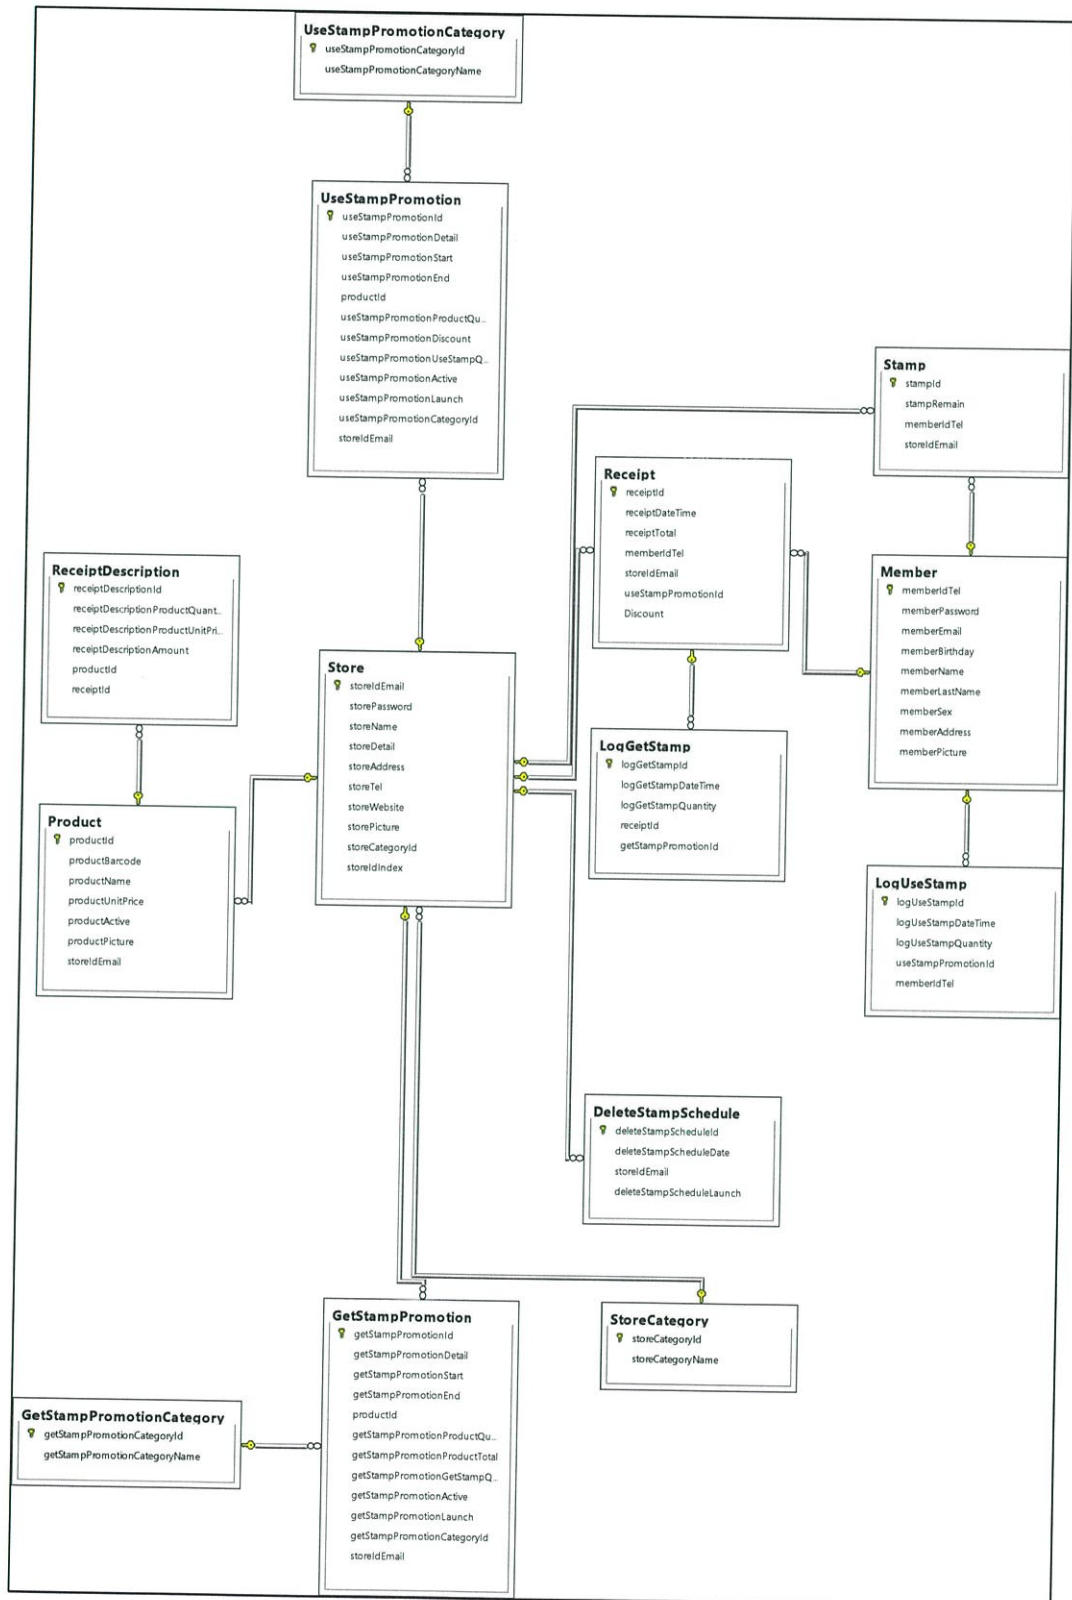 UseStampPromotionCategory
useStampPromotionCategoryId
useStampPromotionCategoryName
UseStampPromotion
useStampPromotionId
useStampPromotionDetail
useStampPromotionStart
useStampPromotionEnd
productId
useStampPromotionProductQu...
useStampPromotionDiscount
useStampPromotionUseStampQ...
useStampPromotionActive
useStampPromotionLaunch
useStampPromotionCategoryId
storeIdEmail
Stamp
stampId
stampRemain
memberIdTel
storeIdEmail
Receipt
receiptId
receiptDateTime
receiptTotal
memberIdTel
storeIdEmail
useStampPromotionId
Discount
ReceiptDescription
receiptDescriptionId
receiptDescriptionProductQuant...
receiptDescriptionProductUnitPri...
receiptDescriptionAmount
productId
receiptId
Member
memberIdTel
memberPassword
memberEmail
memberBirthday
memberName
memberLastName
memberSex
memberAddress
memberPicture
Store
storeIdEmail
storePassword
storeName
storeDetail
storeAddress
storeTel
storeWebsite
storePicture
storeCategoryId
storeIdIndex
LogGetStamp
logGetStampId
logGetStampDateTime
logGetStampQuantity
receiptId
getStampPromotionId
Product
productId
productBarcode
productName
productUnitPrice
productActive
productPicture
storeIdEmail
LogUseStamp
logUseStampId
logUseStampDateTime
logUseStampQuantity
useStampPromotionId
memberIdTel
DeleteStampSchedule
deleteStampScheduleId
deleteStampScheduleDate
storeIdEmail
deleteStampScheduleLaunch
GetStampPromotion
getStampPromotionId
getStampPromotionDetail
getStampPromotionStart
getStampPromotionEnd
productId
getStampPromotionProductQu...
getStampPromotionProductTotal
getStampPromotionGetStampQ...
getStampPromotionActive
getStampPromotionLaunch
getStampPromotionCategoryId
storeIdEmail
StoreCategory
storeCategoryId
storeCategoryName
GetStampPromotionCategory
getStampPromotionCategoryId
getStampPromotionCategoryName